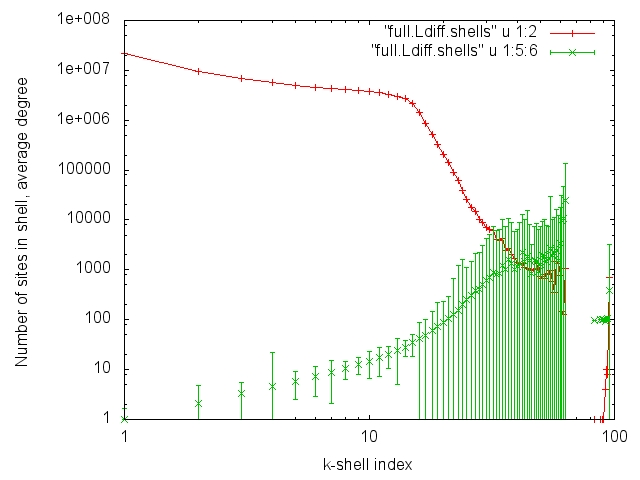 1e+008
1e+007
1e+006
100000
10000
1000
100
10
1
1
10
100
k-shell index
Number of sites in shell, average degree
"full.Ldiff.shells" u 1:2
"full.Ldiff.shells" u 1:5:6